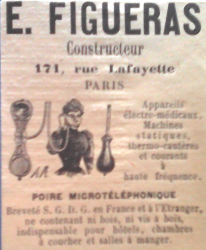 E. FIGUERAS
Constructeur
171, rue Lafayette
PARIS
Appareils
électro-médicaux,
Machines
statiques,
thermo-cautères
et courants
à
haute fréquence.
POIRE MICROTÉLÉPHONIQUE
Breveté S. G. D. G. en France et à l'Etranger,
ne contenant ni bois, ni vis à bois,
indispensable pour hôtels, chambres
à coucher et salles à manger.